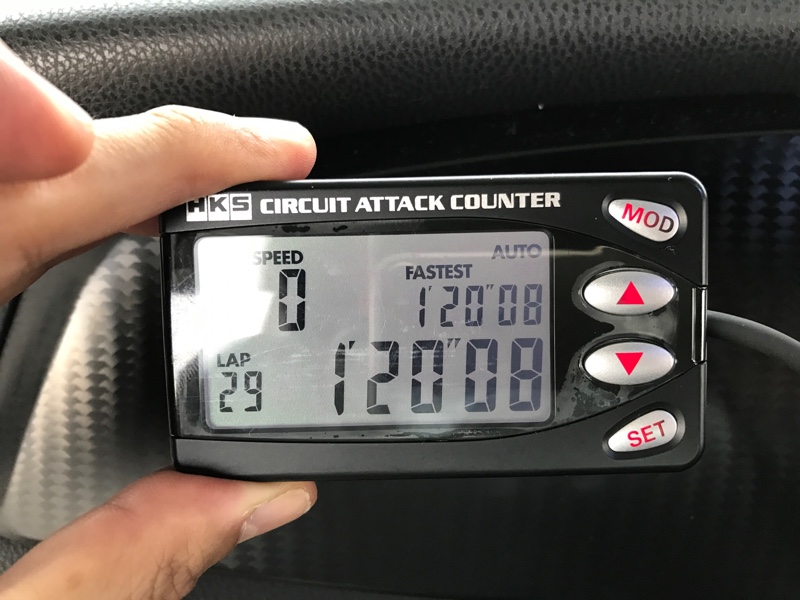 HKS CIRCUIT ATTACK COUNTER
MOD
AUTO
SPEED
0
FASTEST
1'20"08
LAP
29
1'20"08
▲
▼
SET